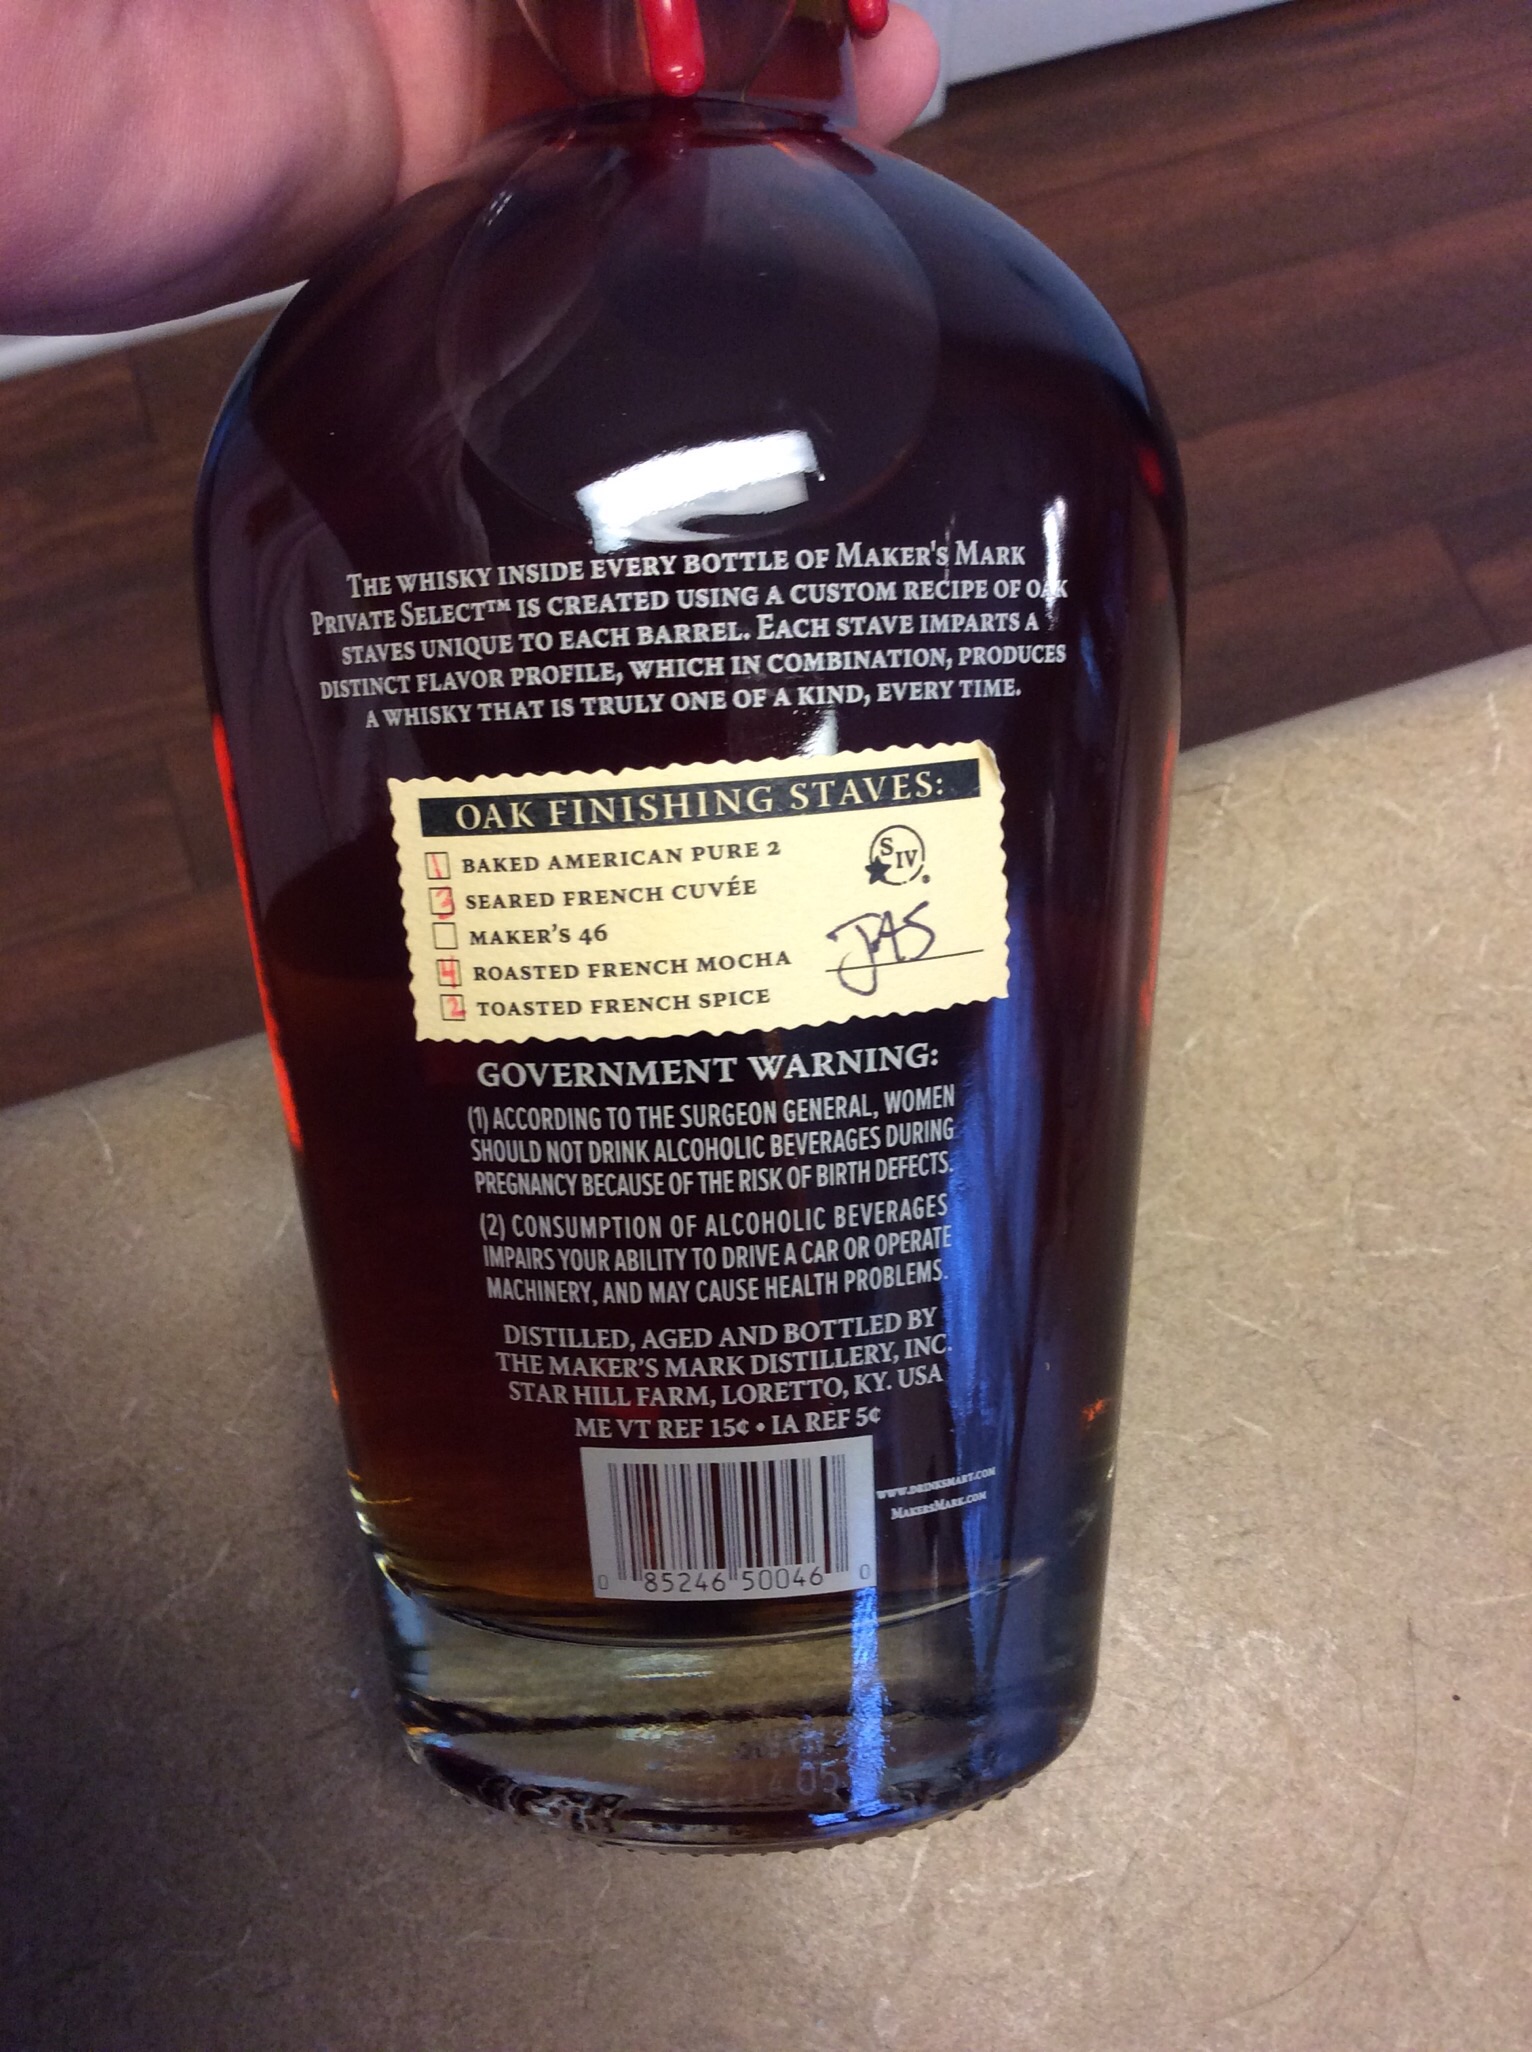 THE WHISKY INSIDE EVERY BOTTLE OF MAKER'S MARK
PRIVATE SELECT™ IS CREATED USING A CUSTOM RECIPE OF OAK
STAVES UNIQUE TO EACH BARREL. EACH STAVE IMPARTS A
DISTINCT FLAVOR PROFILE, WHICH IN COMBINATION, PRODUCES
A WHISKY THAT IS TRULY ONE OF A KIND, EVERY TIME.
OAK FINISHING STAVES:
1 BAKED AMERICAN PURE 2
3 SEARED FRENCH CUVÉE
MAKER'S 46
4 ROASTED FRENCH MOCHA
2 TOASTED FRENCH SPICE
S IV
JAS
GOVERNMENT WARNING:
(1) ACCORDING TO THE SURGEON GENERAL, WOMEN
SHOULD NOT DRINK ALCOHOLIC BEVERAGES DURING
PREGNANCY BECAUSE OF THE RISK OF BIRTH DEFECTS.
(2) CONSUMPTION OF ALCOHOLIC BEVERAGES
IMPAIRS YOUR ABILITY TO DRIVE A CAR OR OPERATE
MACHINERY, AND MAY CAUSE HEALTH PROBLEMS.
DISTILLED, AGED AND BOTTLED BY
THE MAKER'S MARK DISTILLERY, INC.
STAR HILL FARM, LORETTO, KY. USA
ME VT REF 15¢ • IA REF 5¢
WWW.DRINKSMART.COM
MAKERSMARK.COM
0 85246 50046 0